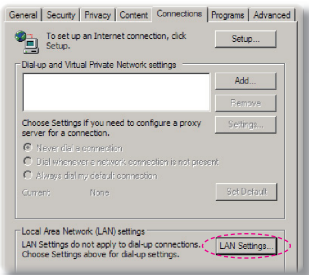 General Security Privacy Content Connections Programs Advanced
To set up an Internet connection, click
Setup.
Setup...
Dial-up and Virtual Private Network settings
Add...
Remove
Choose Settings if you need to configure a proxy
server for a connection.
Settings...
Never dial a connection
Dial whenever a network connection is not present
Always dial my default connection
Current: None
Set Default
Local Area Network (LAN) settings
LAN Settings do not apply to dial-up connections.
Choose Settings above for dial-up settings.
LAN Settings...